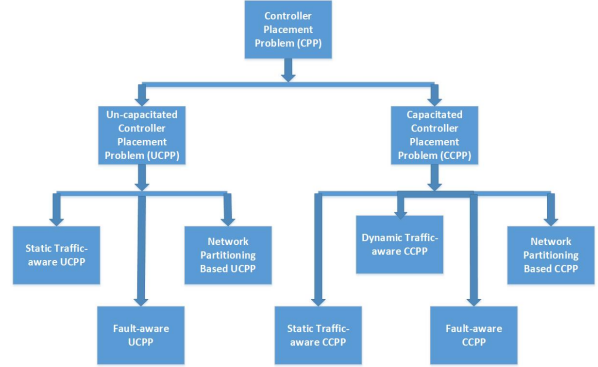 Controller
Placement
Problem (CPP)
Un-capacitated
Controller
Placement
Problem (UCPP)
Capacitated
Controller
Placement
Problem (CCPP)
Static Traffic-
aware UCPP
Network
Partitioning
Based UCPP
Dynamic Traffic-
aware CCPP
Network
Partitioning
Based CCPP
Fault-aware
UCPP
Static Traffic-
aware CCPP
Fault-aware
CCPP